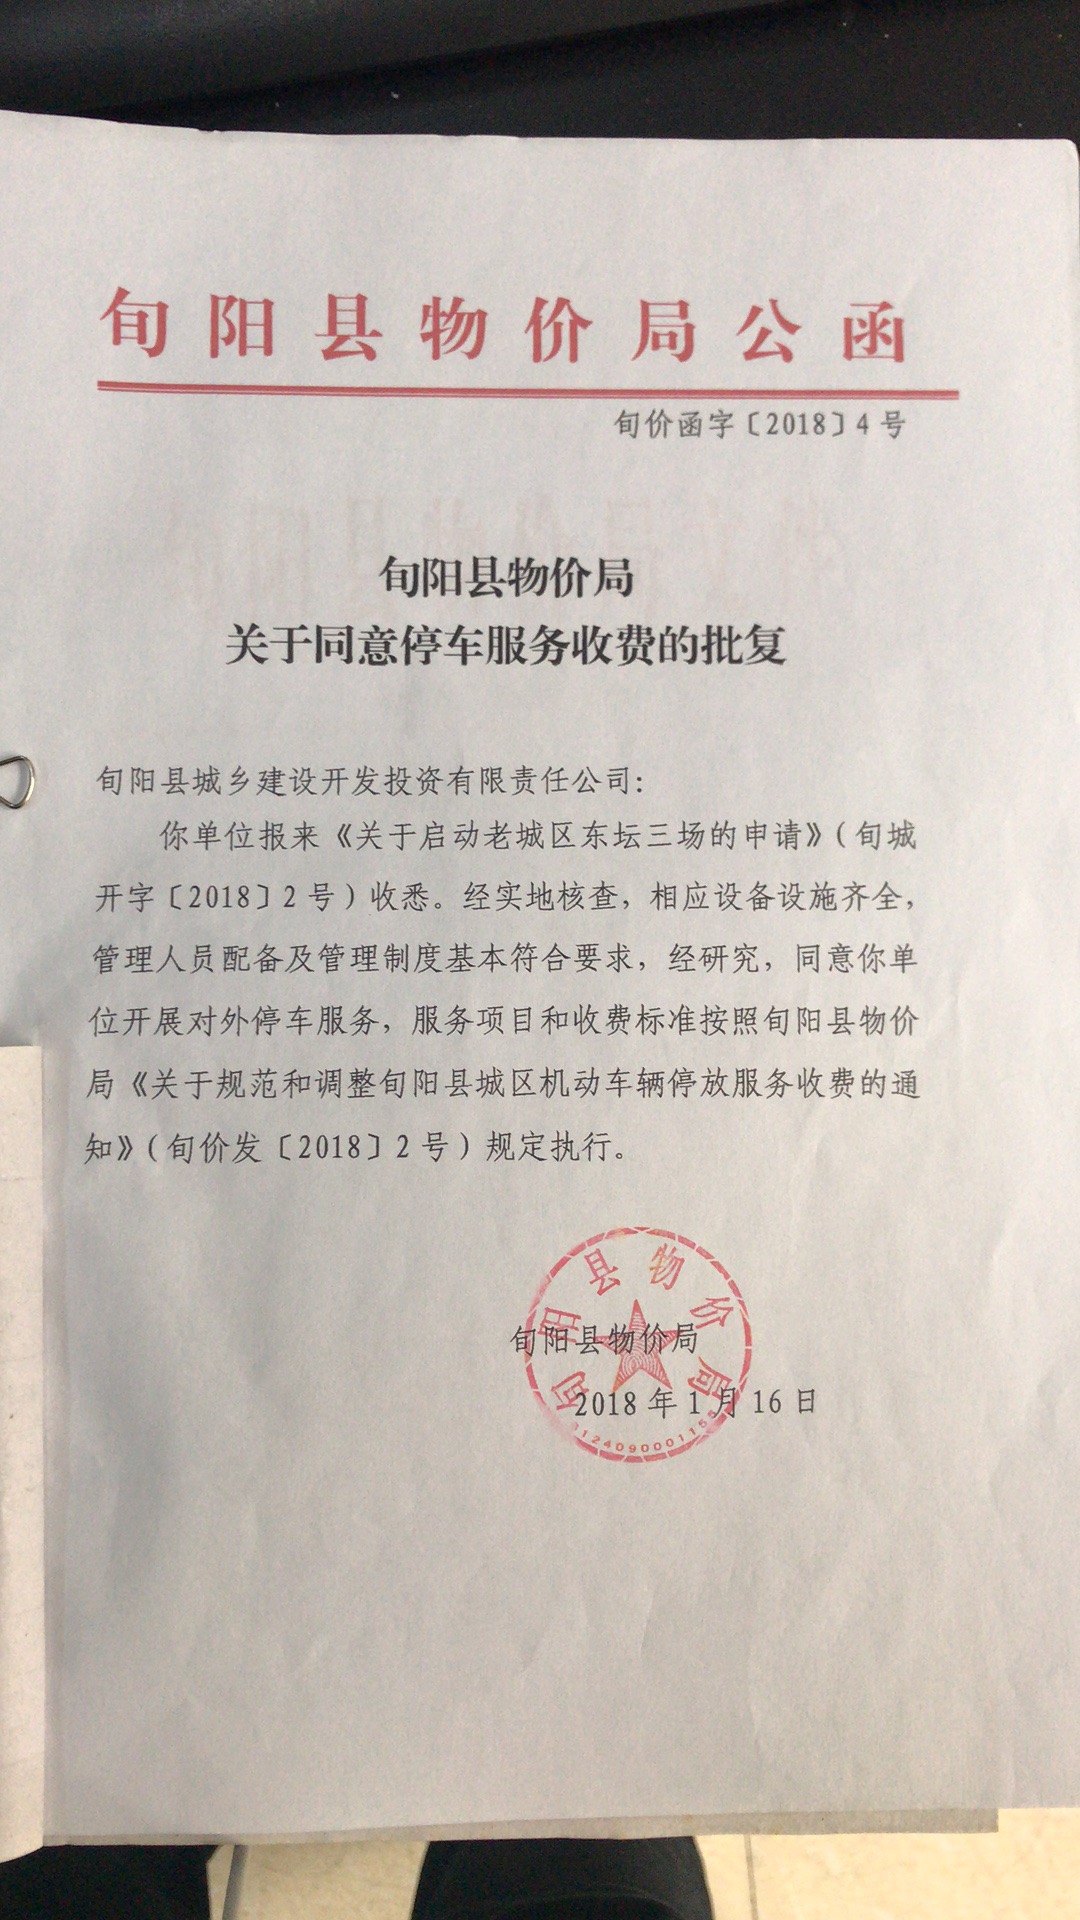 旬阳县物价局公函
旬价函字〔2018〕4号
旬阳县物价局
关于同意停车服务收费的批复
旬阳县城乡建设开发投资有限责任公司：
你单位报来《关于启动老城区东坛三场的申请》（旬城
开字〔2018〕2号）收悉。经实地核查，相应设备设施齐全，
管理人员配备及管理制度基本符合要求，经研究，同意你单
位开展对外停车服务，服务项目和收费标准按照旬阳县物价
局《关于规范和调整旬阳县城区机动车辆停放服务收费的通
知》（旬价发〔2018〕2号）规定执行。
旬阳县物价局
旬阳县物价局
2018年1月16日